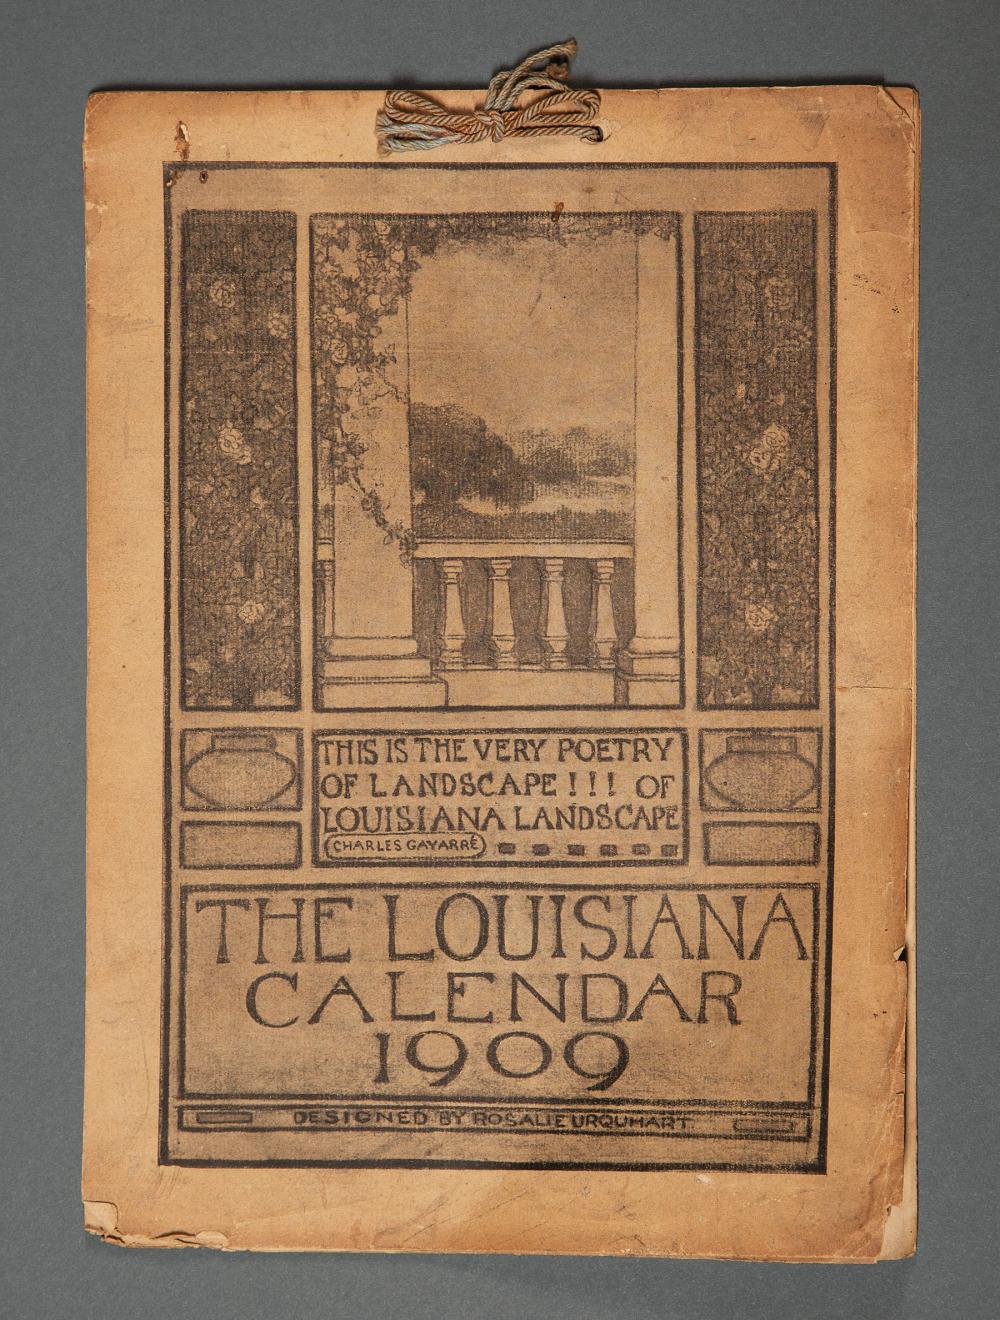 THIS IS THE VERY POETRY
OF LANDSCAPE!!! OF
LOUISIANA LANDSCAPE
CHARLES GAYARRÉ
THE LOUISIANA
CALENDAR
1909
DESIGNED BY ROSALIE URQUHART